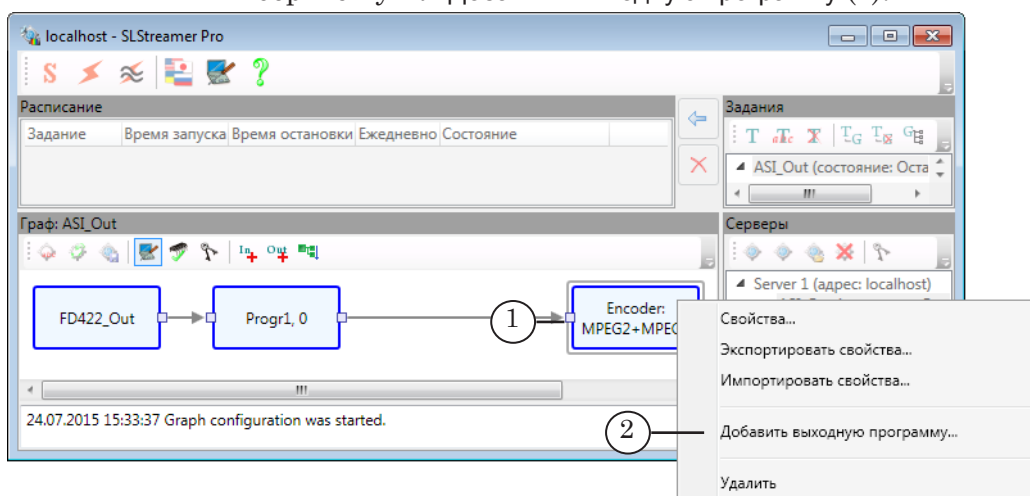 localhost - SLStreamer Pro
S
?
Расписание
Задание Время запуска Время остановки Ежедневно Состояние
Задания
ASI_Out (состояние: Оста
Граф: ASI_Out
In Out
Серверы
Server 1 (адрес: localhost)
FD422_Out
Progr1, 0
1
Encoder:
MPEG2+MPEG
Свойства...
Экспортировать свойства...
Импортировать свойства...
24.07.2015 15:33:37 Graph configuration was started.
2
Добавить выходную программу...
Удалить